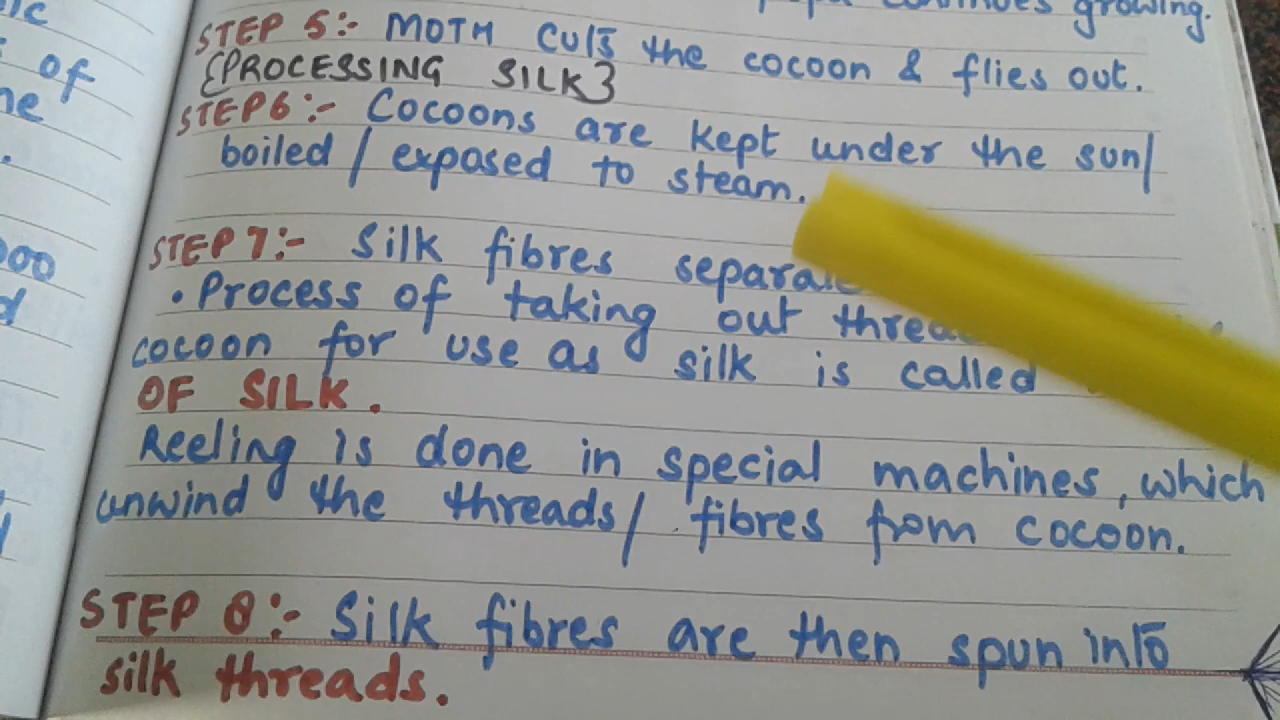 continues growing.
STEP 5:- MOTH cuts the cocoon & flies out.
{PROCESSING SILK}
STEP 6:- Cocoons are kept under the sun/
boiled / exposed to steam.
STEP 7:- Silk fibres
• Process of taking out
cocoon for use as silk is called
OF SILK.
Reeling is done in special machines, which
unwind the threads/ fibres from cocoon.
STEP 8:- Silk fibres are then spun into
silk threads.
of